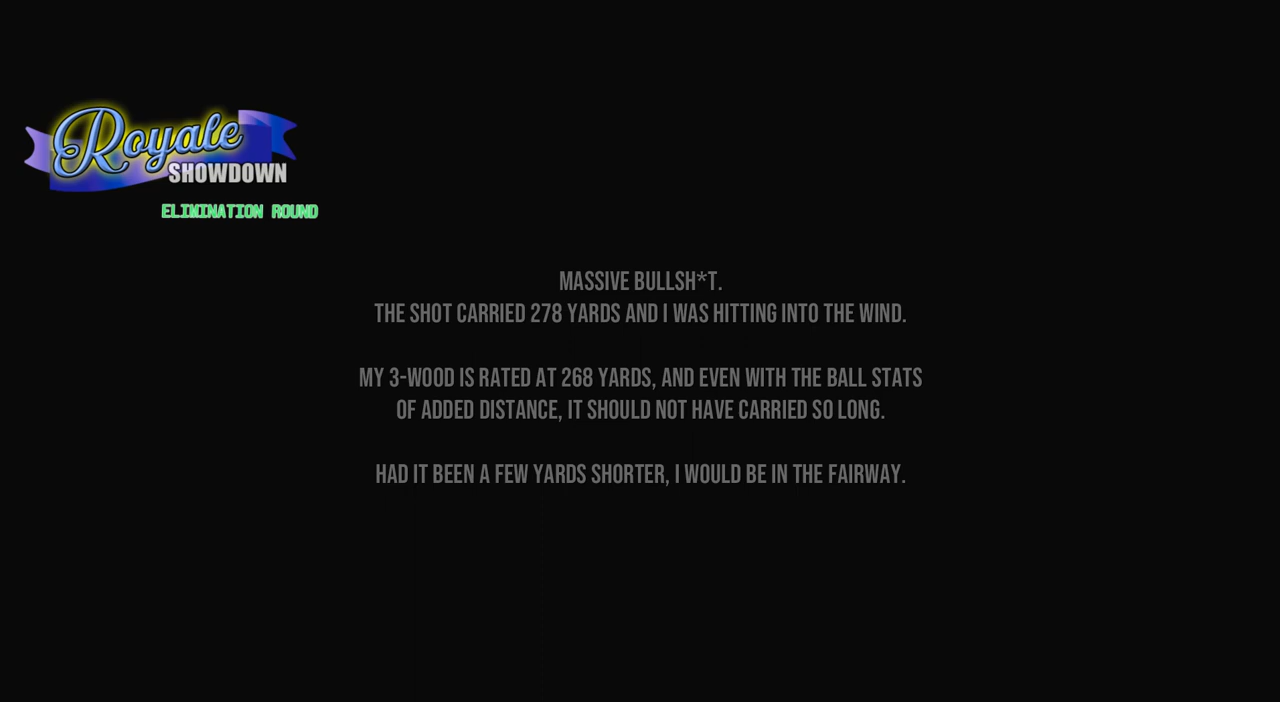 Royale
SHOWDOWN
ELIMINATION ROUND
MASSIVE BULLSH*T.
THE SHOT CARRIED 278 YARDS AND I WAS HITTING INTO THE WIND.
MY 3-WOOD IS RATED AT 268 YARDS, AND EVEN WITH THE BALL STATS
OF ADDED DISTANCE, IT SHOULD NOT HAVE CARRIED SO LONG.
HAD IT BEEN A FEW YARDS SHORTER, I WOULD BE IN THE FAIRWAY.